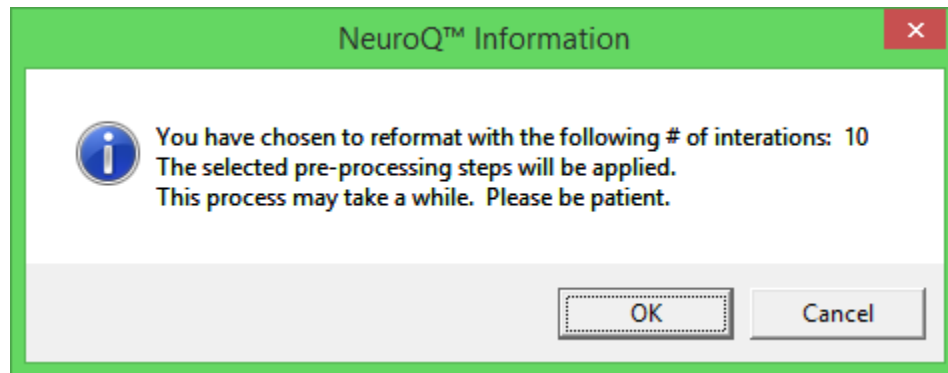 NeuroQ™ Information
You have chosen to reformat with the following # of interations:  10
The selected pre-processing steps will be applied.
This process may take a while.  Please be patient.
OK
Cancel